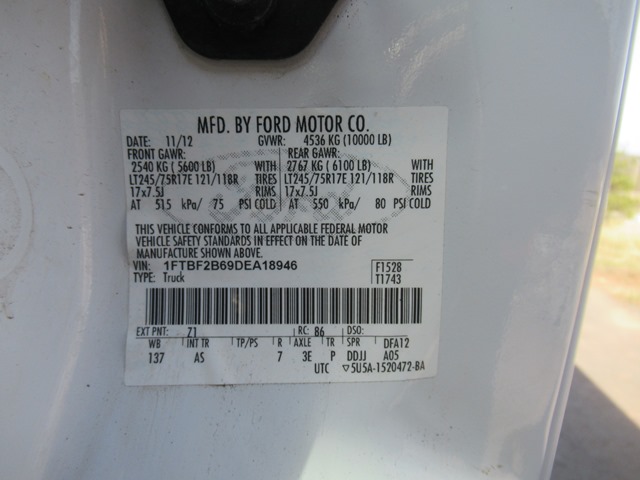 MFD. BY FORD MOTOR CO.
DATE: 11/12 GVWR: 4536 KG (10000 LB)
FRONT GAWR: REAR GAWR:
2540 KG ( 5600 LB) WITH 2767 KG ( 6100 LB) WITH
LT245/75R17E 121/118R TIRES LT245/75R17E 121/118R TIRES
17x7.5J RIMS 17x7.5J RIMS
AT 515 kPa/ 75 PSI COLD AT 550 kPa/ 80 PSI COLD
THIS VEHICLE CONFORMS TO ALL APPLICABLE FEDERAL MOTOR
VEHICLE SAFETY STANDARDS IN EFFECT ON THE DATE OF
MANUFACTURE SHOWN ABOVE.
VIN: 1FTBF2B69DEA18946 F1528
TYPE: Truck T1743
EXT PNT: Z1 RC: 86 DSO:
WB INT TR TP/PS R AXLE TR SPR DFA12
137 AS 7 3E P DDJJ A05
UTC ▽5U5A-1520472-BA